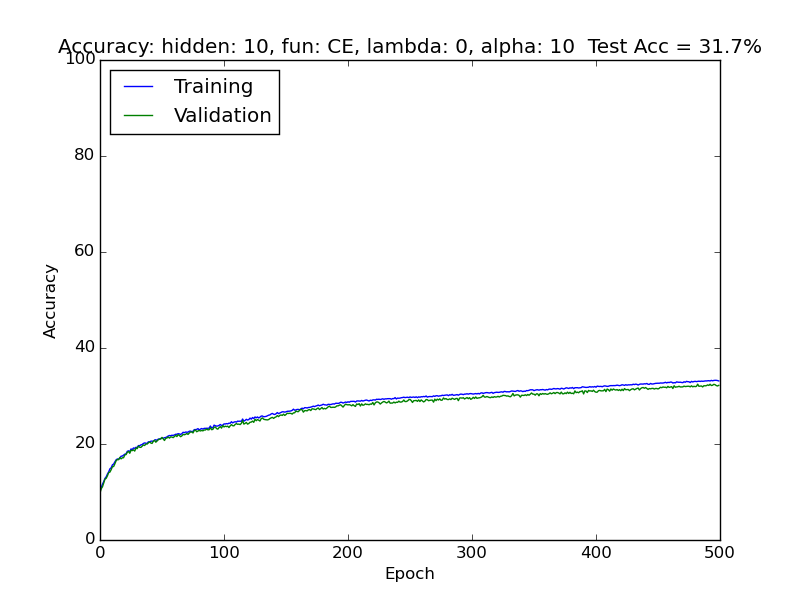 Accuracy: hidden: 10, fun: CE, lambda: 0, alpha: 10  Test Acc = 31.7%
100
Training
Validation
80
60
Accuracy
40
20
0
0 100 200 300 400 500
Epoch